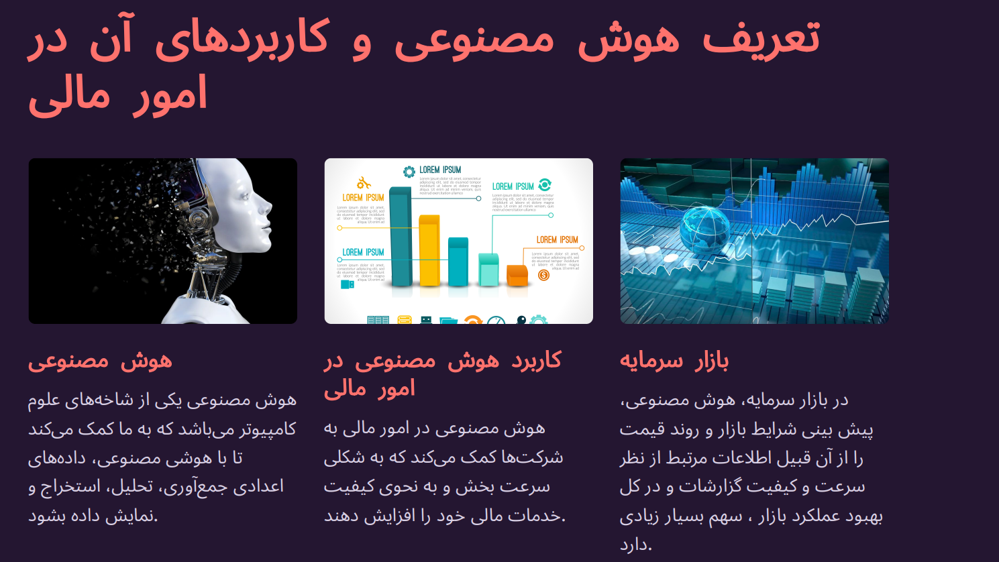 تعریف هوش مصنوعی و کاربردهای آن در
امور مالی
LOREM IPSUM
LOREM IPSUM
LOREM IPSUM
LOREM IPSUM
LOREM IPSUM
هوش مصنوعی
هوش مصنوعی یکی از شاخه‌های علوم
کامپیوتر می‌باشد که به ما کمک می‌کند
تا با هوشی مصنوعی، داده‌های
اعدادی جمع‌آوری، تحلیل، استخراج و
نمایش داده بشود.
کاربرد هوش مصنوعی در
امور مالی
هوش مصنوعی در امور مالی به
شرکت‌ها کمک می‌کند که به شکلی
سرعت بخش و به نحوی کیفیت
خدمات مالی خود را افزایش دهند.
بازار سرمایه
در بازار سرمایه، هوش مصنوعی،
پیش بینی شرایط بازار و روند قیمت
را از آن قبیل اطلاعات مرتبط از نظر
سرعت و کیفیت گزارشات و در کل
بهبود عملکرد بازار ، سهم بسیار زیادی
دارد.